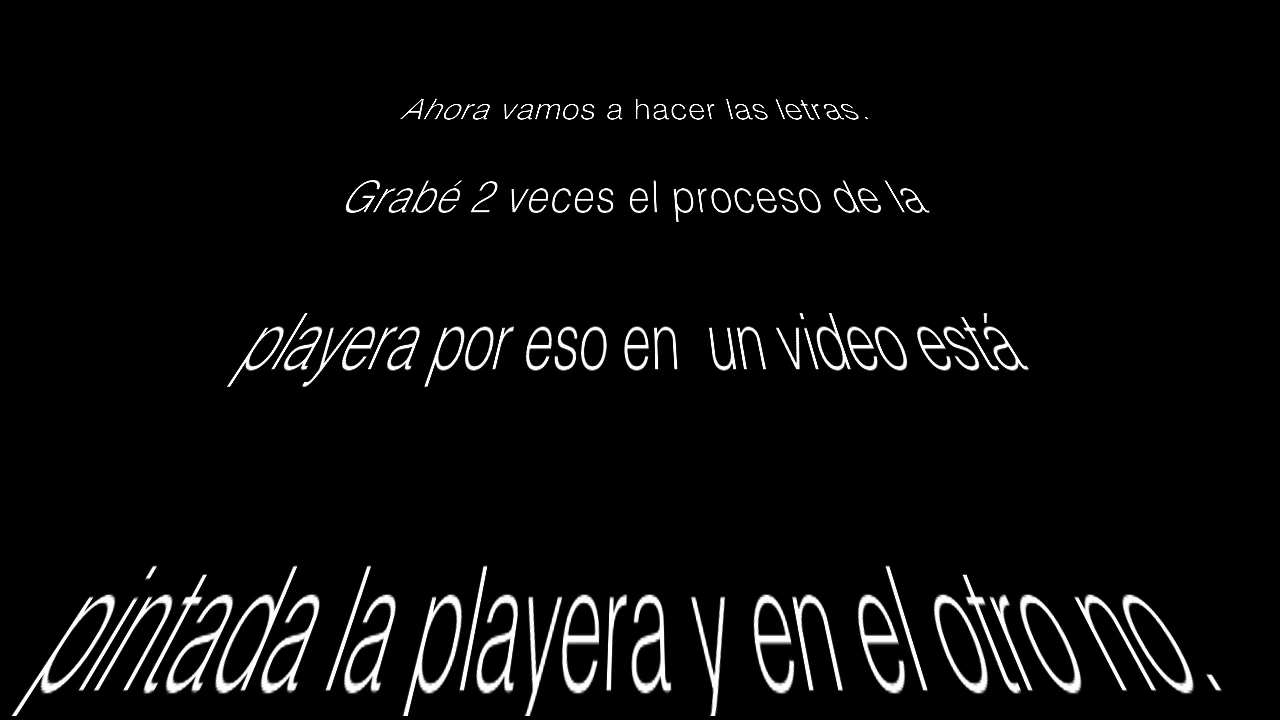 Ahora vamos a hacer las letras.
Grabé 2 veces el proceso de la
playera por eso en un video está
pintada la playera y en el otro no.